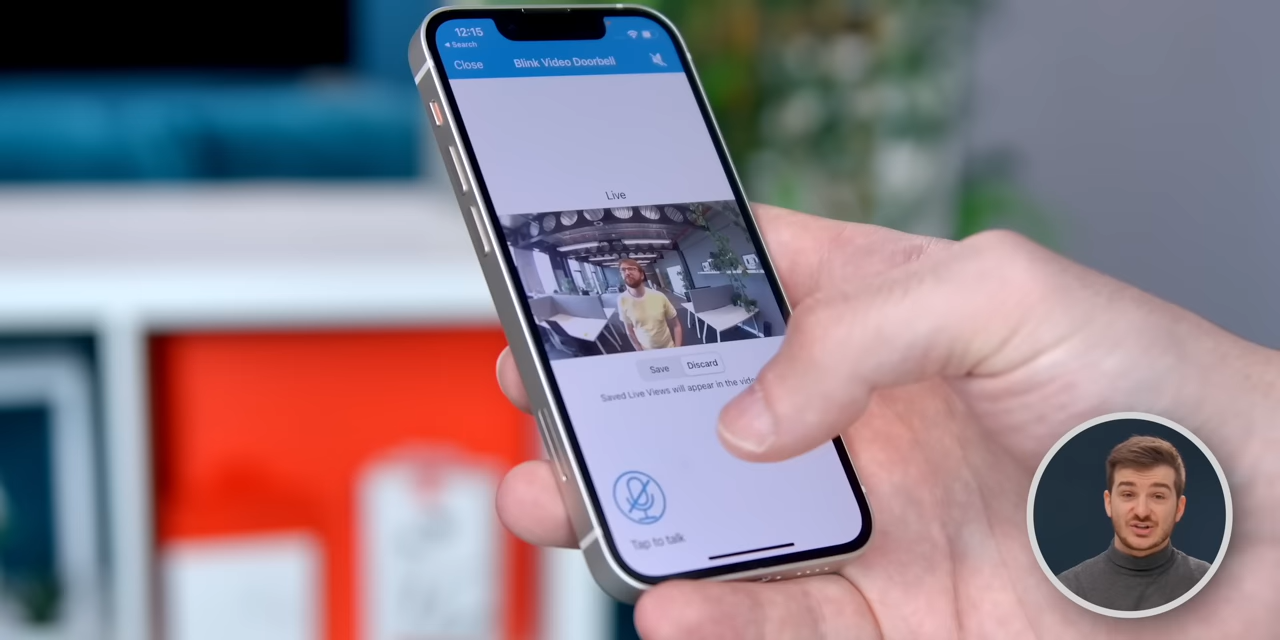 12:15
Search
Close
Blink Video Doorbell
Live
Save
Discard
Saved Live Views will appear in the
Tap to talk